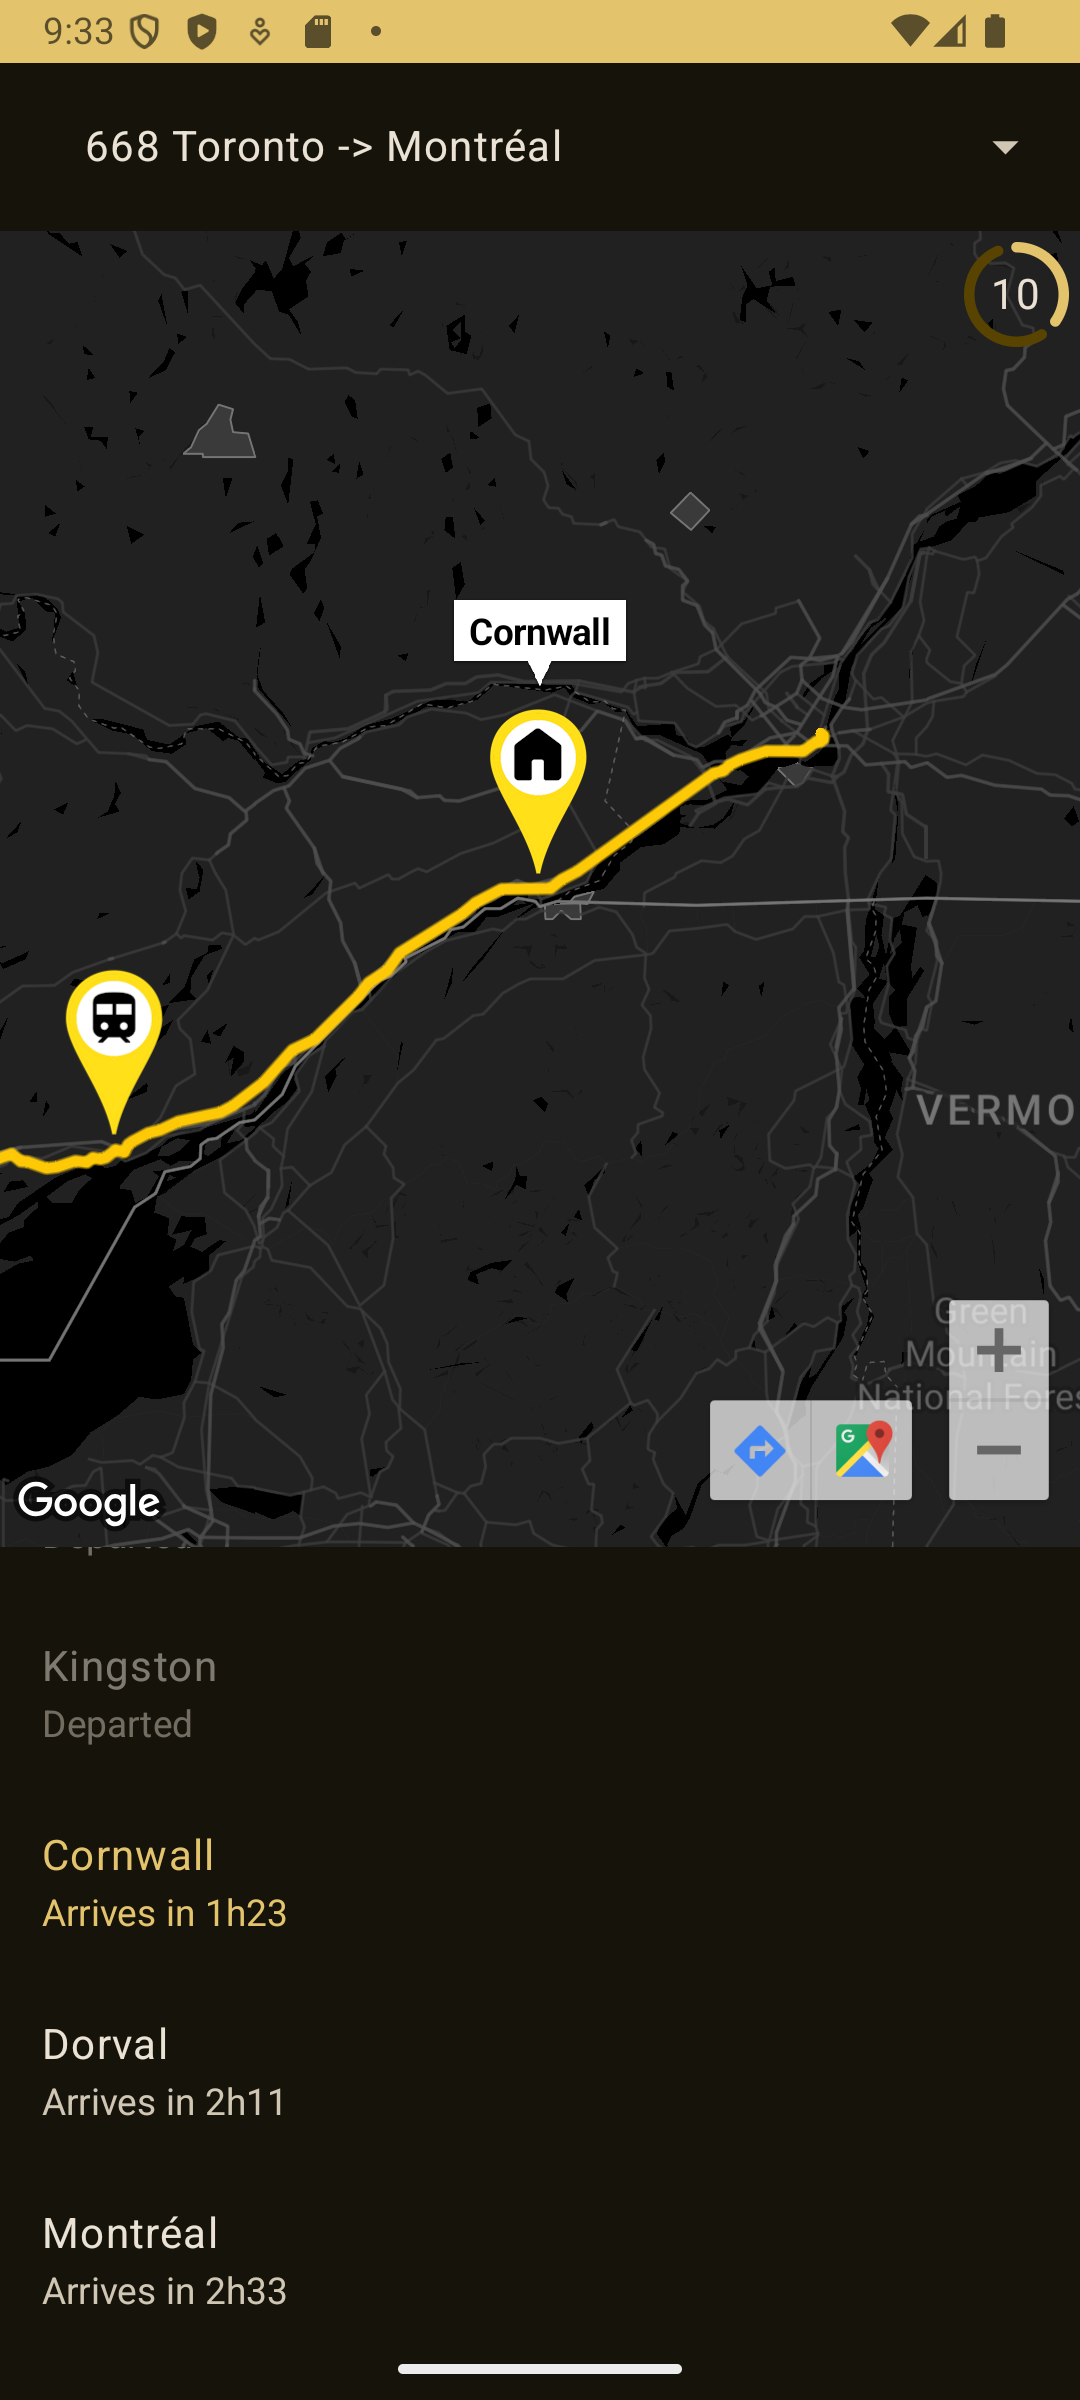 9:33
668 Toronto -> Montréal
10
Cornwall
VERMO
Green
Mountain
National Fores
Google
Departed
Kingston
Departed
Cornwall
Arrives in 1h23
Dorval
Arrives in 2h11
Montréal
Arrives in 2h33